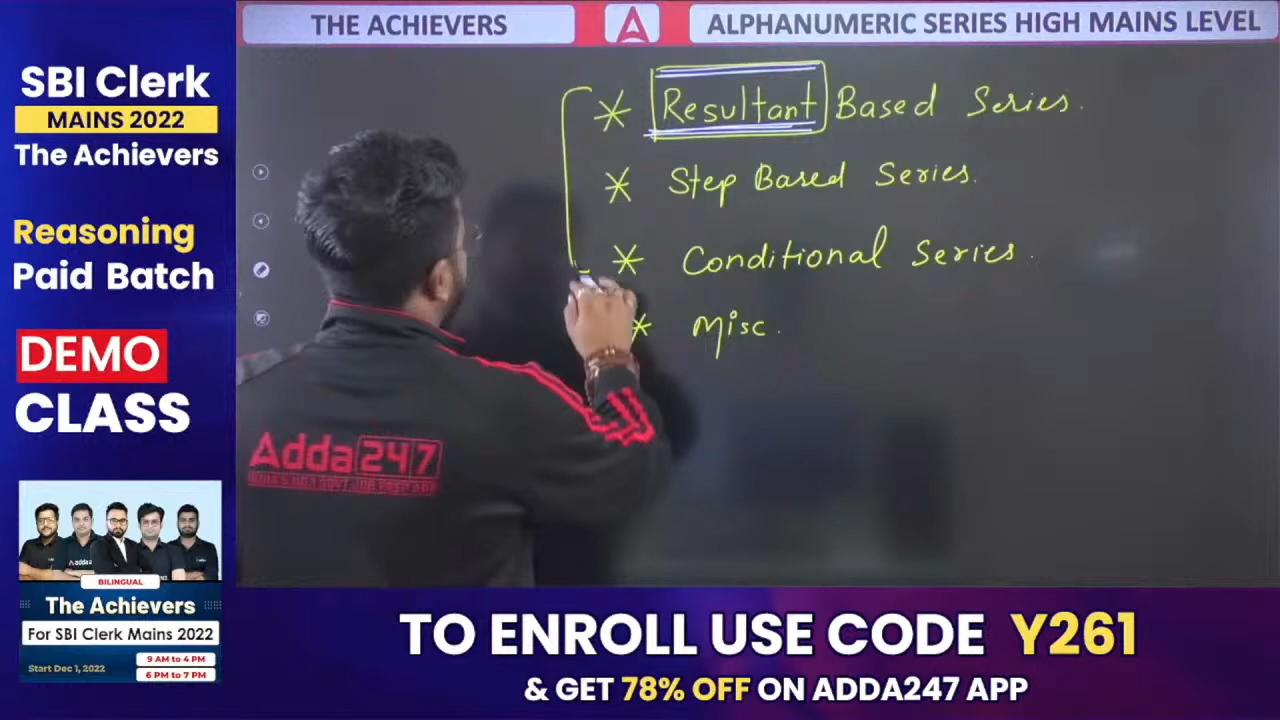 THE ACHIEVERS
ALPHANUMERIC SERIES HIGH MAINS LEVEL
SBI Clerk
MAINS 2022
The Achievers
Reasoning
Paid Batch
DEMO
CLASS
* Resultant Based Series.
* Step Based Series.
* Conditional Series.
* Misc.
Adda247
adda
BILINGUAL
The Achievers
For SBI Clerk Mains 2022
Start Dec 1, 2022
9 AM to 4 PM
6 PM to 7 PM
TO ENROLL USE CODE Y261
& GET 78% OFF ON ADDA247 APP